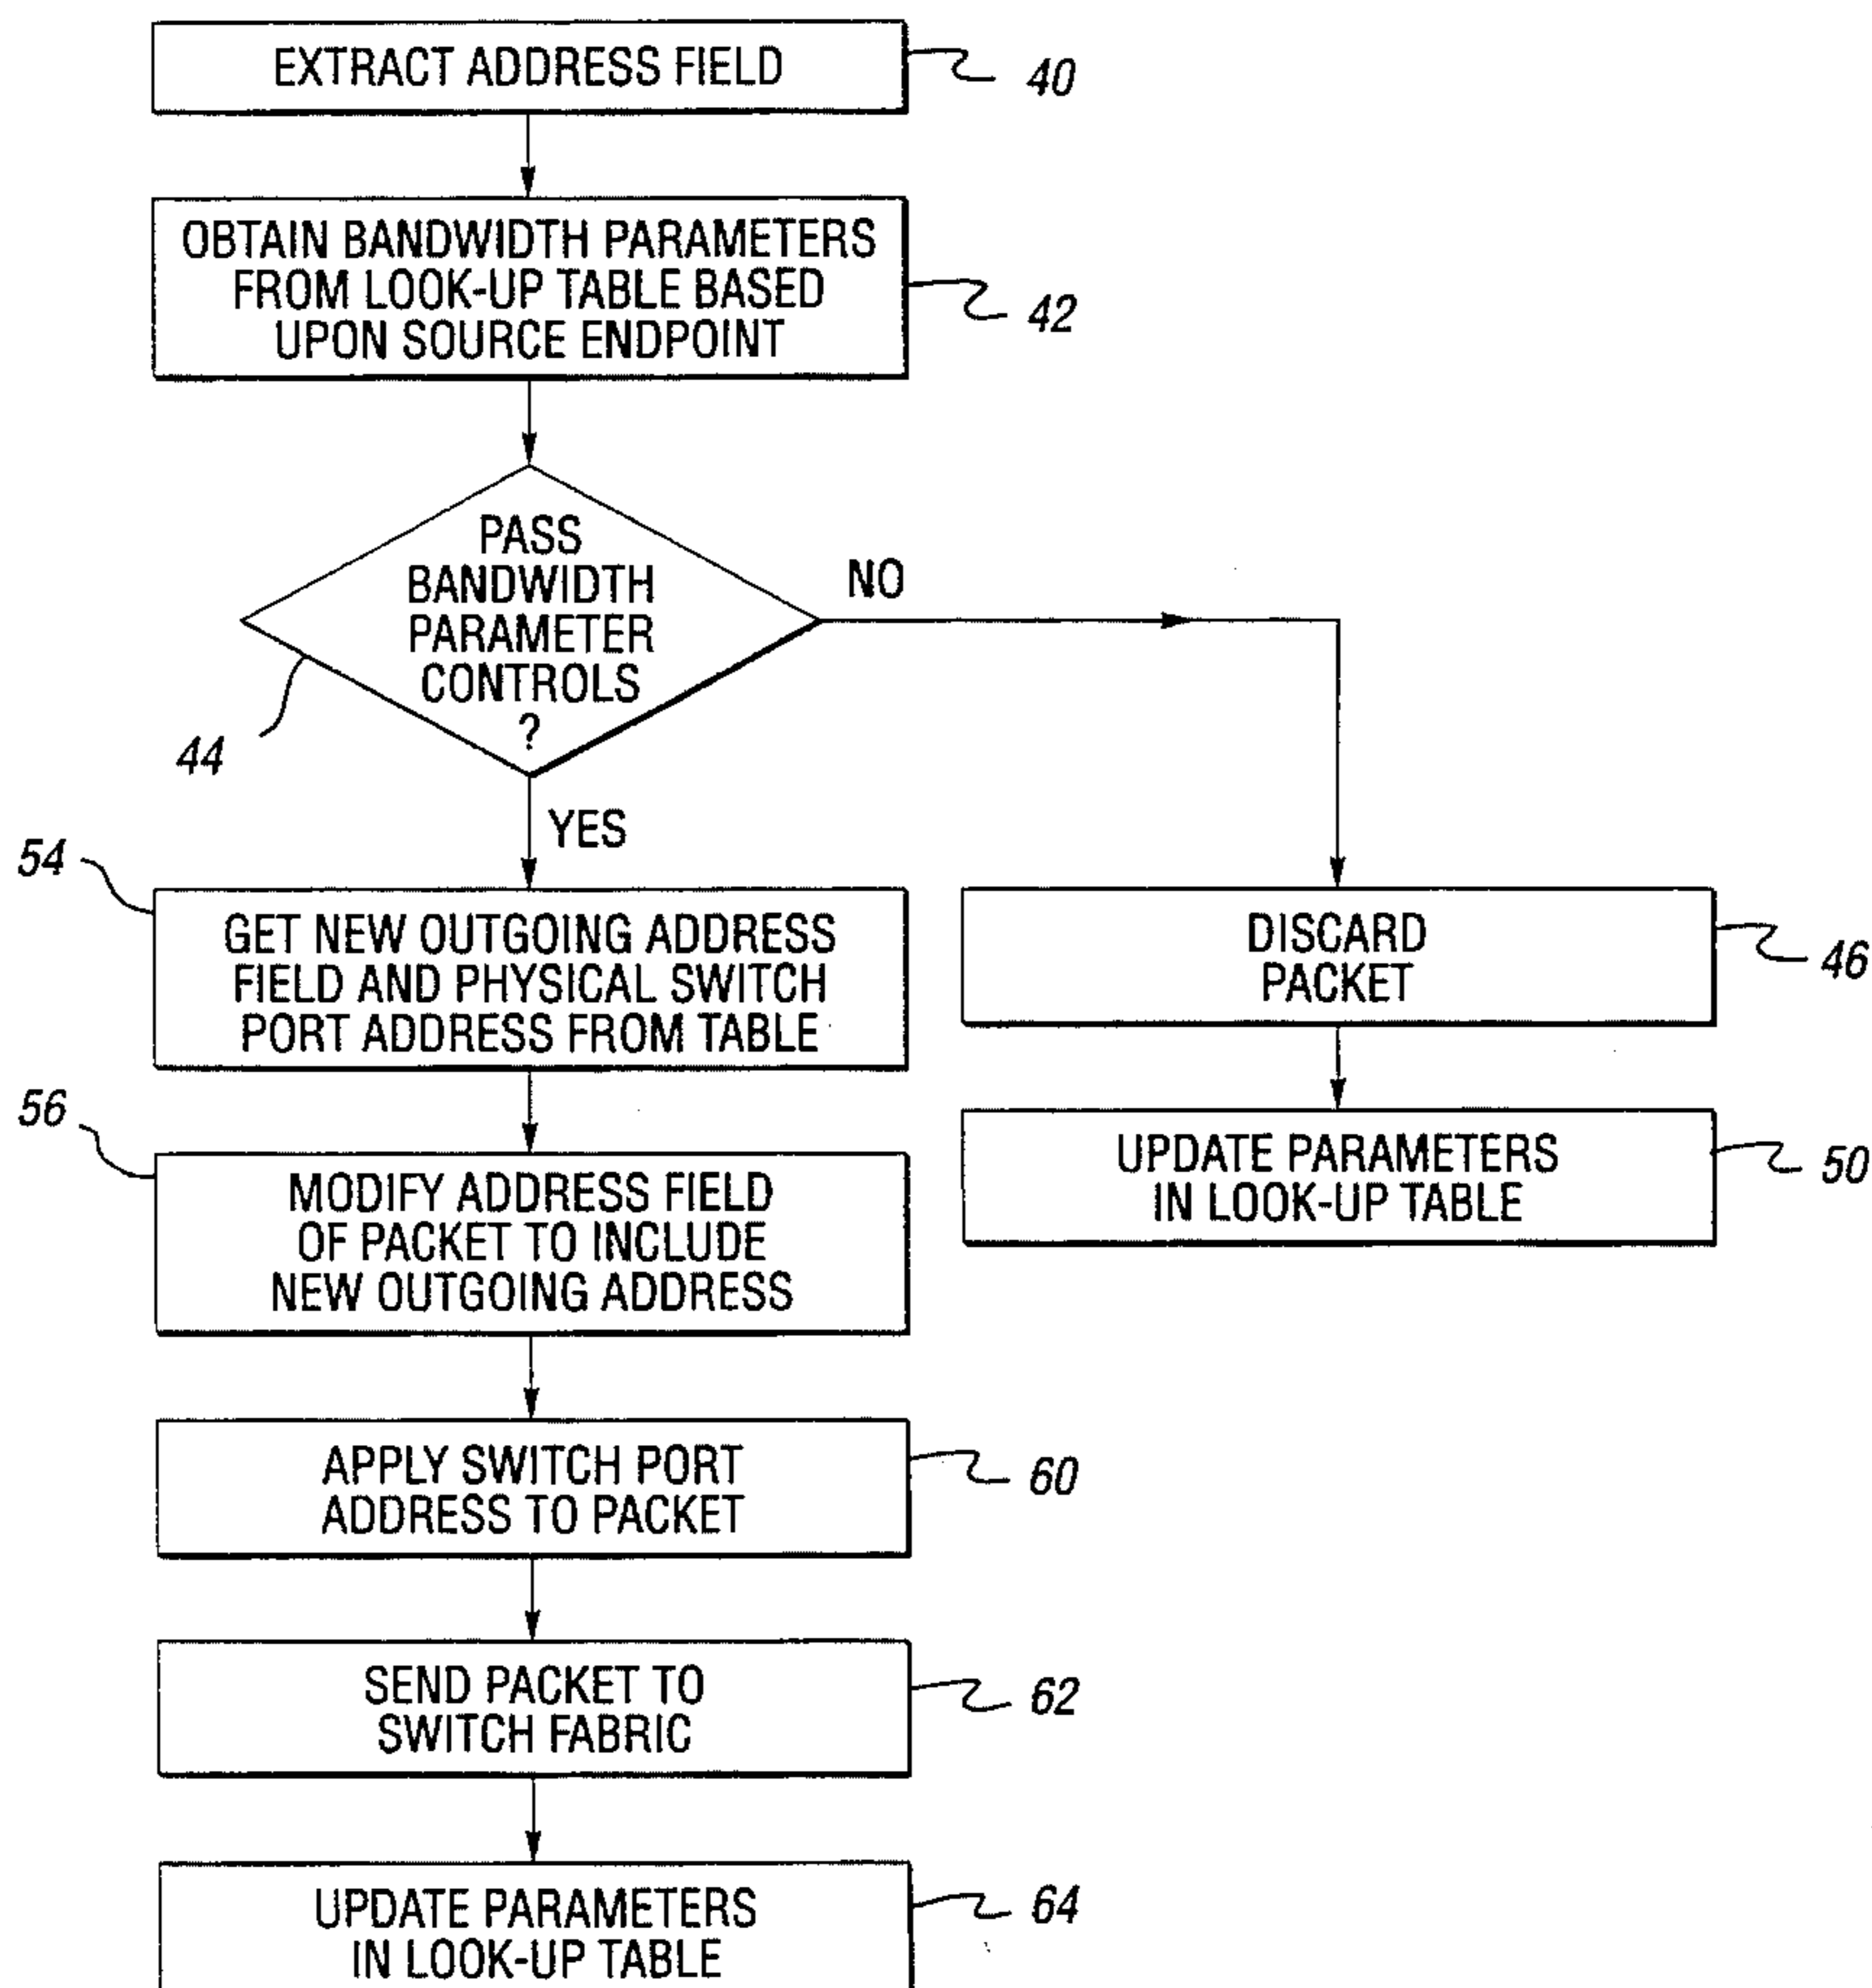 EXTRACT ADDRESS FIELD
40
OBTAIN BANDWIDTH PARAMETERS
FROM LOOK-UP TABLE BASED
UPON SOURCE ENDPOINT
42
PASS
BANDWIDTH
PARAMETER
CONTROLS
?
44
NO
YES
54
GET NEW OUTGOING ADDRESS
FIELD AND PHYSICAL SWITCH
PORT ADDRESS FROM TABLE
DISCARD
PACKET
46
56
MODIFY ADDRESS FIELD
OF PACKET TO INCLUDE
NEW OUTGOING ADDRESS
UPDATE PARAMETERS
IN LOOK-UP TABLE
50
APPLY SWITCH PORT
ADDRESS TO PACKET
60
SEND PACKET TO
SWITCH FABRIC
62
UPDATE PARAMETERS
IN LOOK-UP TABLE
64